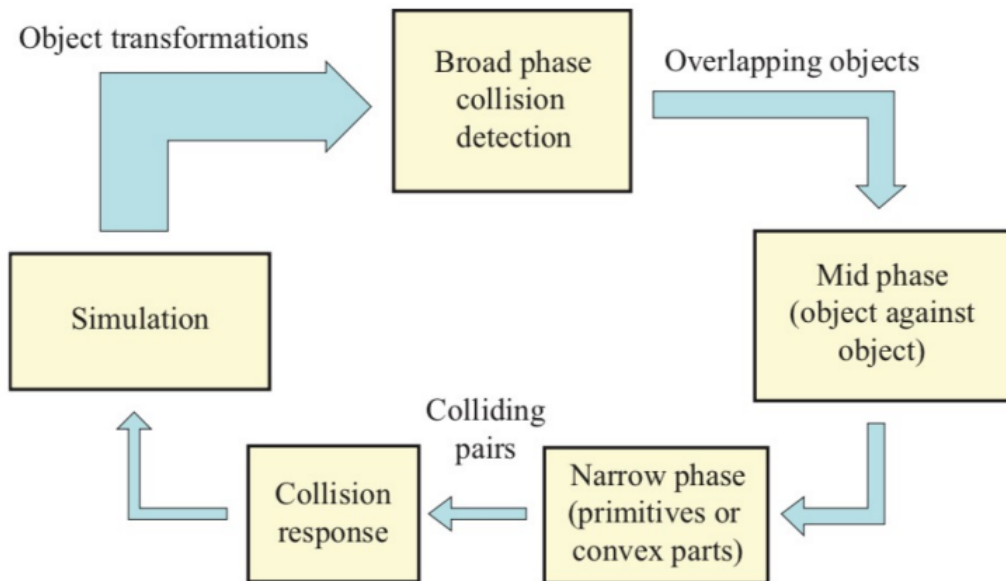 Object transformations
Broad phase
collision
detection
Overlapping objects
Mid phase
(object against
object)
Narrow phase
(primitives or
convex parts)
Colliding
pairs
Collision
response
Simulation